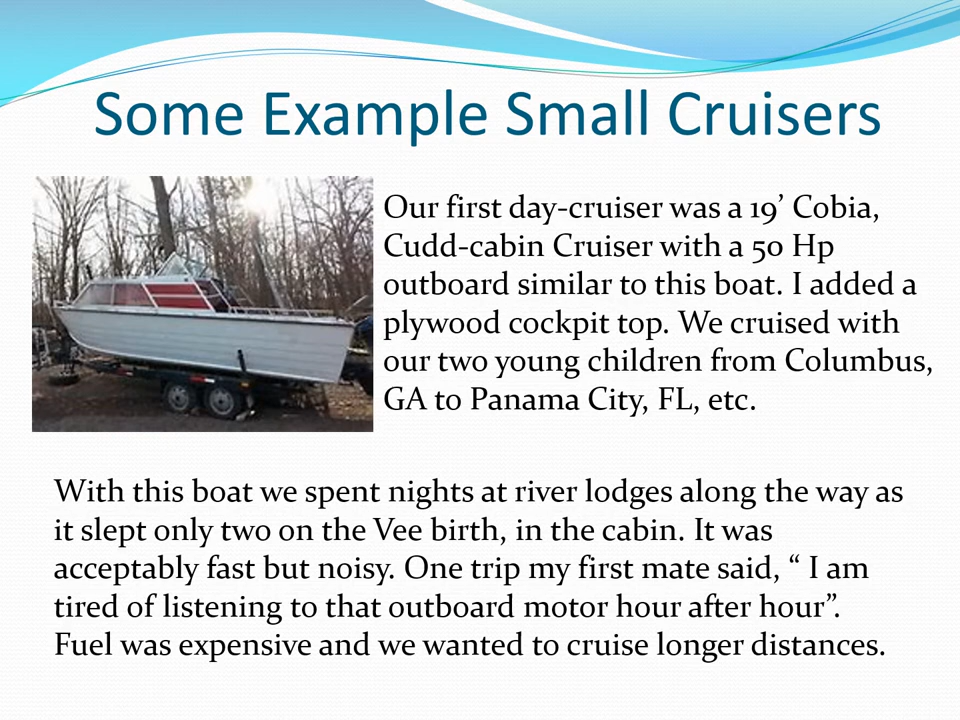 Some Example Small Cruisers
Our first day-cruiser was a 19’ Cobia,
Cudd-cabin Cruiser with a 50 Hp
outboard similar to this boat. I added a
plywood cockpit top. We cruised with
our two young children from Columbus,
GA to Panama City, FL, etc.
With this boat we spent nights at river lodges along the way as
it slept only two on the Vee birth, in the cabin. It was
acceptably fast but noisy. One trip my first mate said, “ I am
tired of listening to that outboard motor hour after hour”.
Fuel was expensive and we wanted to cruise longer distances.